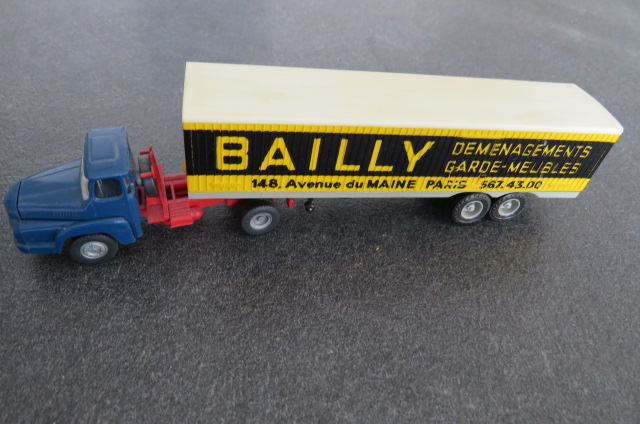 BAILLY
DEMENAGEMENTS
GARDE-MEUBLES
148, Avenue du MAINE PARIS 567.43.00